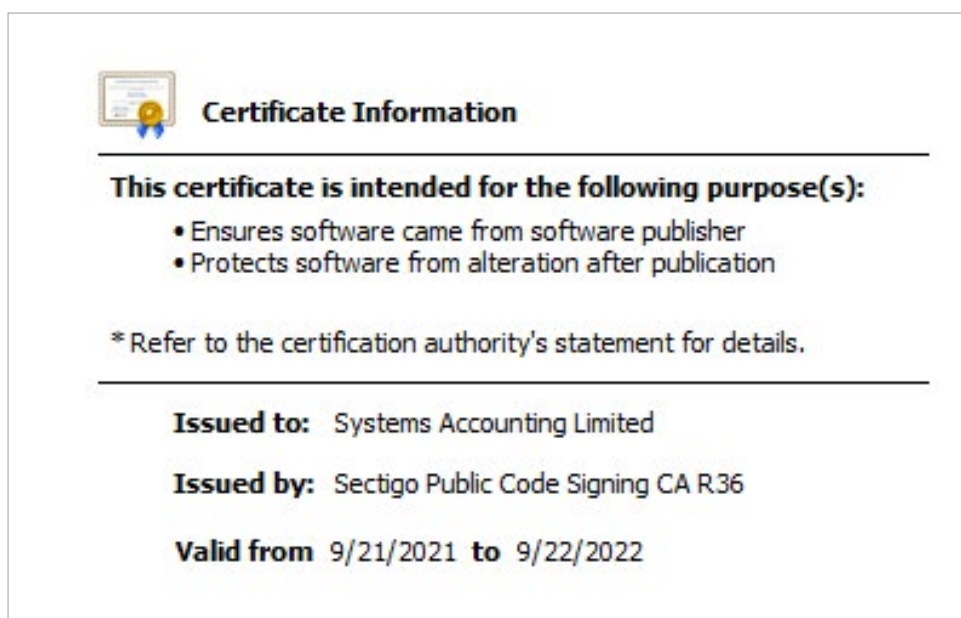 Certificate Information
This certificate is intended for the following purpose(s):
• Ensures software came from software publisher
• Protects software from alteration after publication
* Refer to the certification authority's statement for details.
Issued to: Systems Accounting Limited
Issued by: Sectigo Public Code Signing CA R36
Valid from 9/21/2021 to 9/22/2022